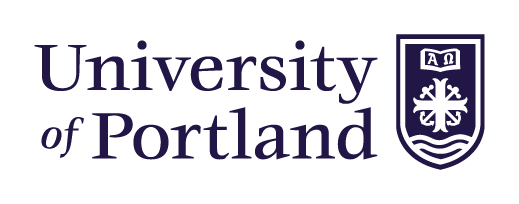 University
of Portland
Α Ω